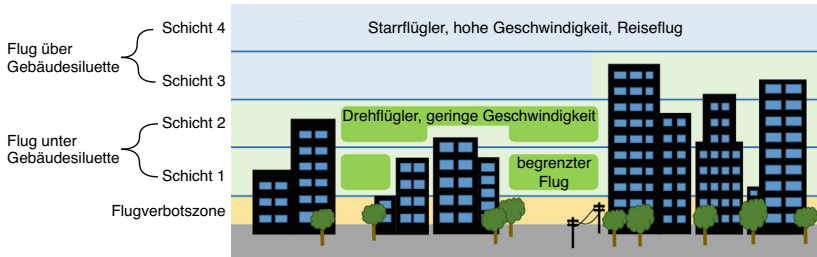 Schicht 4
Starrflügler, hohe Geschwindigkeit, Reiseflug
Flug über
Gebäudesiluette
Schicht 3
Schicht 2
Drehflügler, geringe Geschwindigkeit
Flug unter
Gebäudesiluette
Schicht 1
begrenzter
Flug
Flugverbotszone